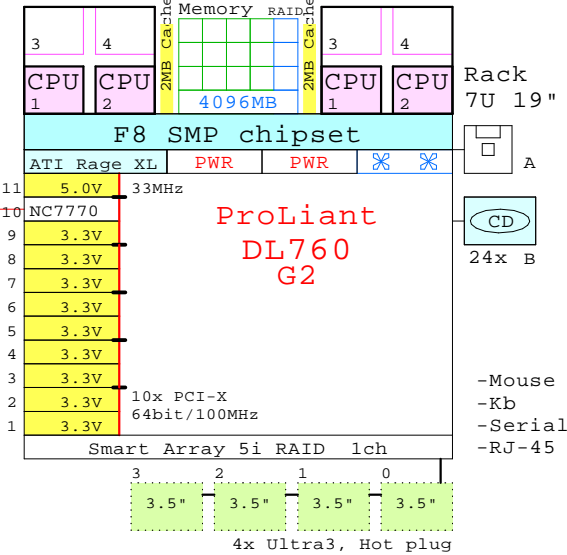 Memory RAID
2MB Cache
2MB Cache
3 4
3 4
CPU 1
CPU 2
CPU 1
CPU 2
4096MB
Rack
7U 19"
F8 SMP chipset
ATI Rage XL PWR PWR
A
11 5.0V 33MHz
10 NC7770
9 3.3V
8 3.3V
7 3.3V
6 3.3V
5 3.3V
4 3.3V
3 3.3V
2 3.3V
1 3.3V
ProLiant
DL760
G2
CD
24x B
10x PCI-X
64bit/100MHz
-Mouse
-Kb
-Serial
-RJ-45
Smart Array 5i RAID 1ch
3 2 1 0
3.5" 3.5" 3.5" 3.5"
4x Ultra3, Hot plug